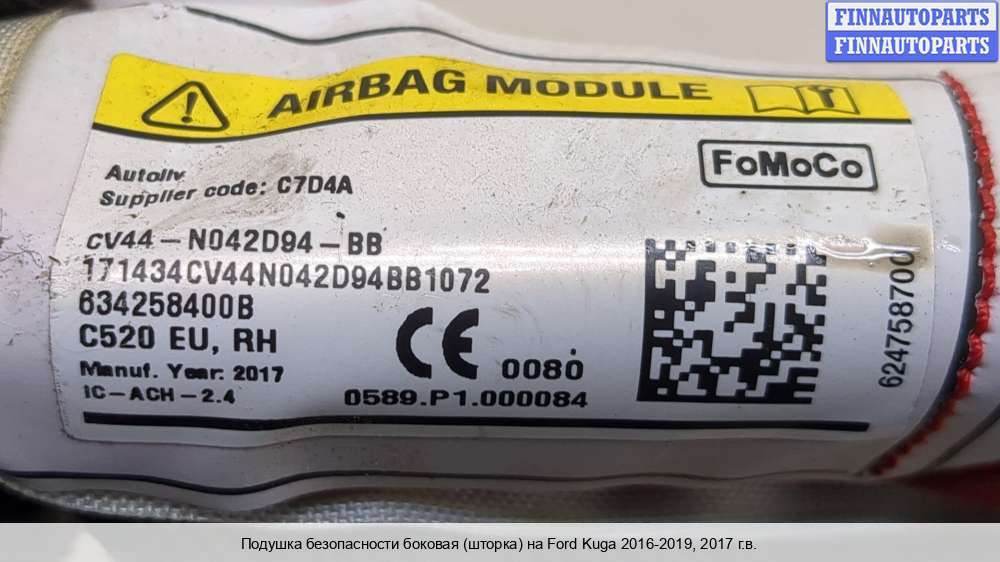 FINNAUTOPARTS
FINNAUTOPARTS
AIRBAG MODULE
Autoliv
Supplier code: C7D4A
FoMoCo
CV44-N042D94-BB
171434CV44N042D94BB1072
634258400B
C520 EU, RH
Manuf. Year: 2017
IC-ACH-2.4
CE 0080
0589.P1.000084
624758700
Подушка безопасности боковая (шторка) на Ford Kuga 2016-2019, 2017 г.в.